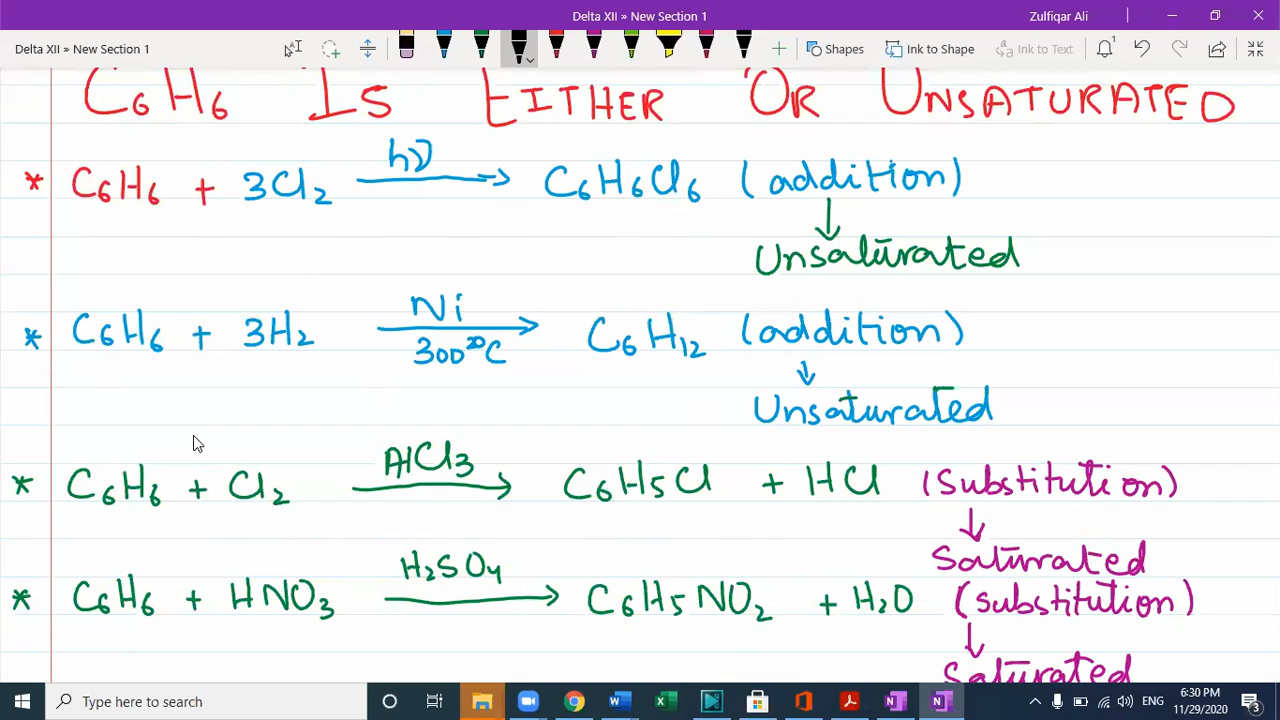 Delta XII » New Section 1
Zulfiqar Ali
Delta XII » New Section 1
Shapes
Ink to Shape
Ink to Text
C6H6 IS EITHER OR UNSATURATED
* C6H6 + 3Cl2 hν → C6H6Cl6 (addition)
↓
Unsaturated
* C6H6 + 3H2 Ni → 300°C C6H12 (addition)
↓
Unsaturated
* C6H6 + Cl2 AlCl3 → C6H5Cl + HCl (Substitution)
↓
Saturated
* C6H6 + HNO3 H2SO4 → C6H5NO2 + H2O (substitution)
↓
Saturated
Type here to search
ENG
6:30 PM
11/29/2020
3